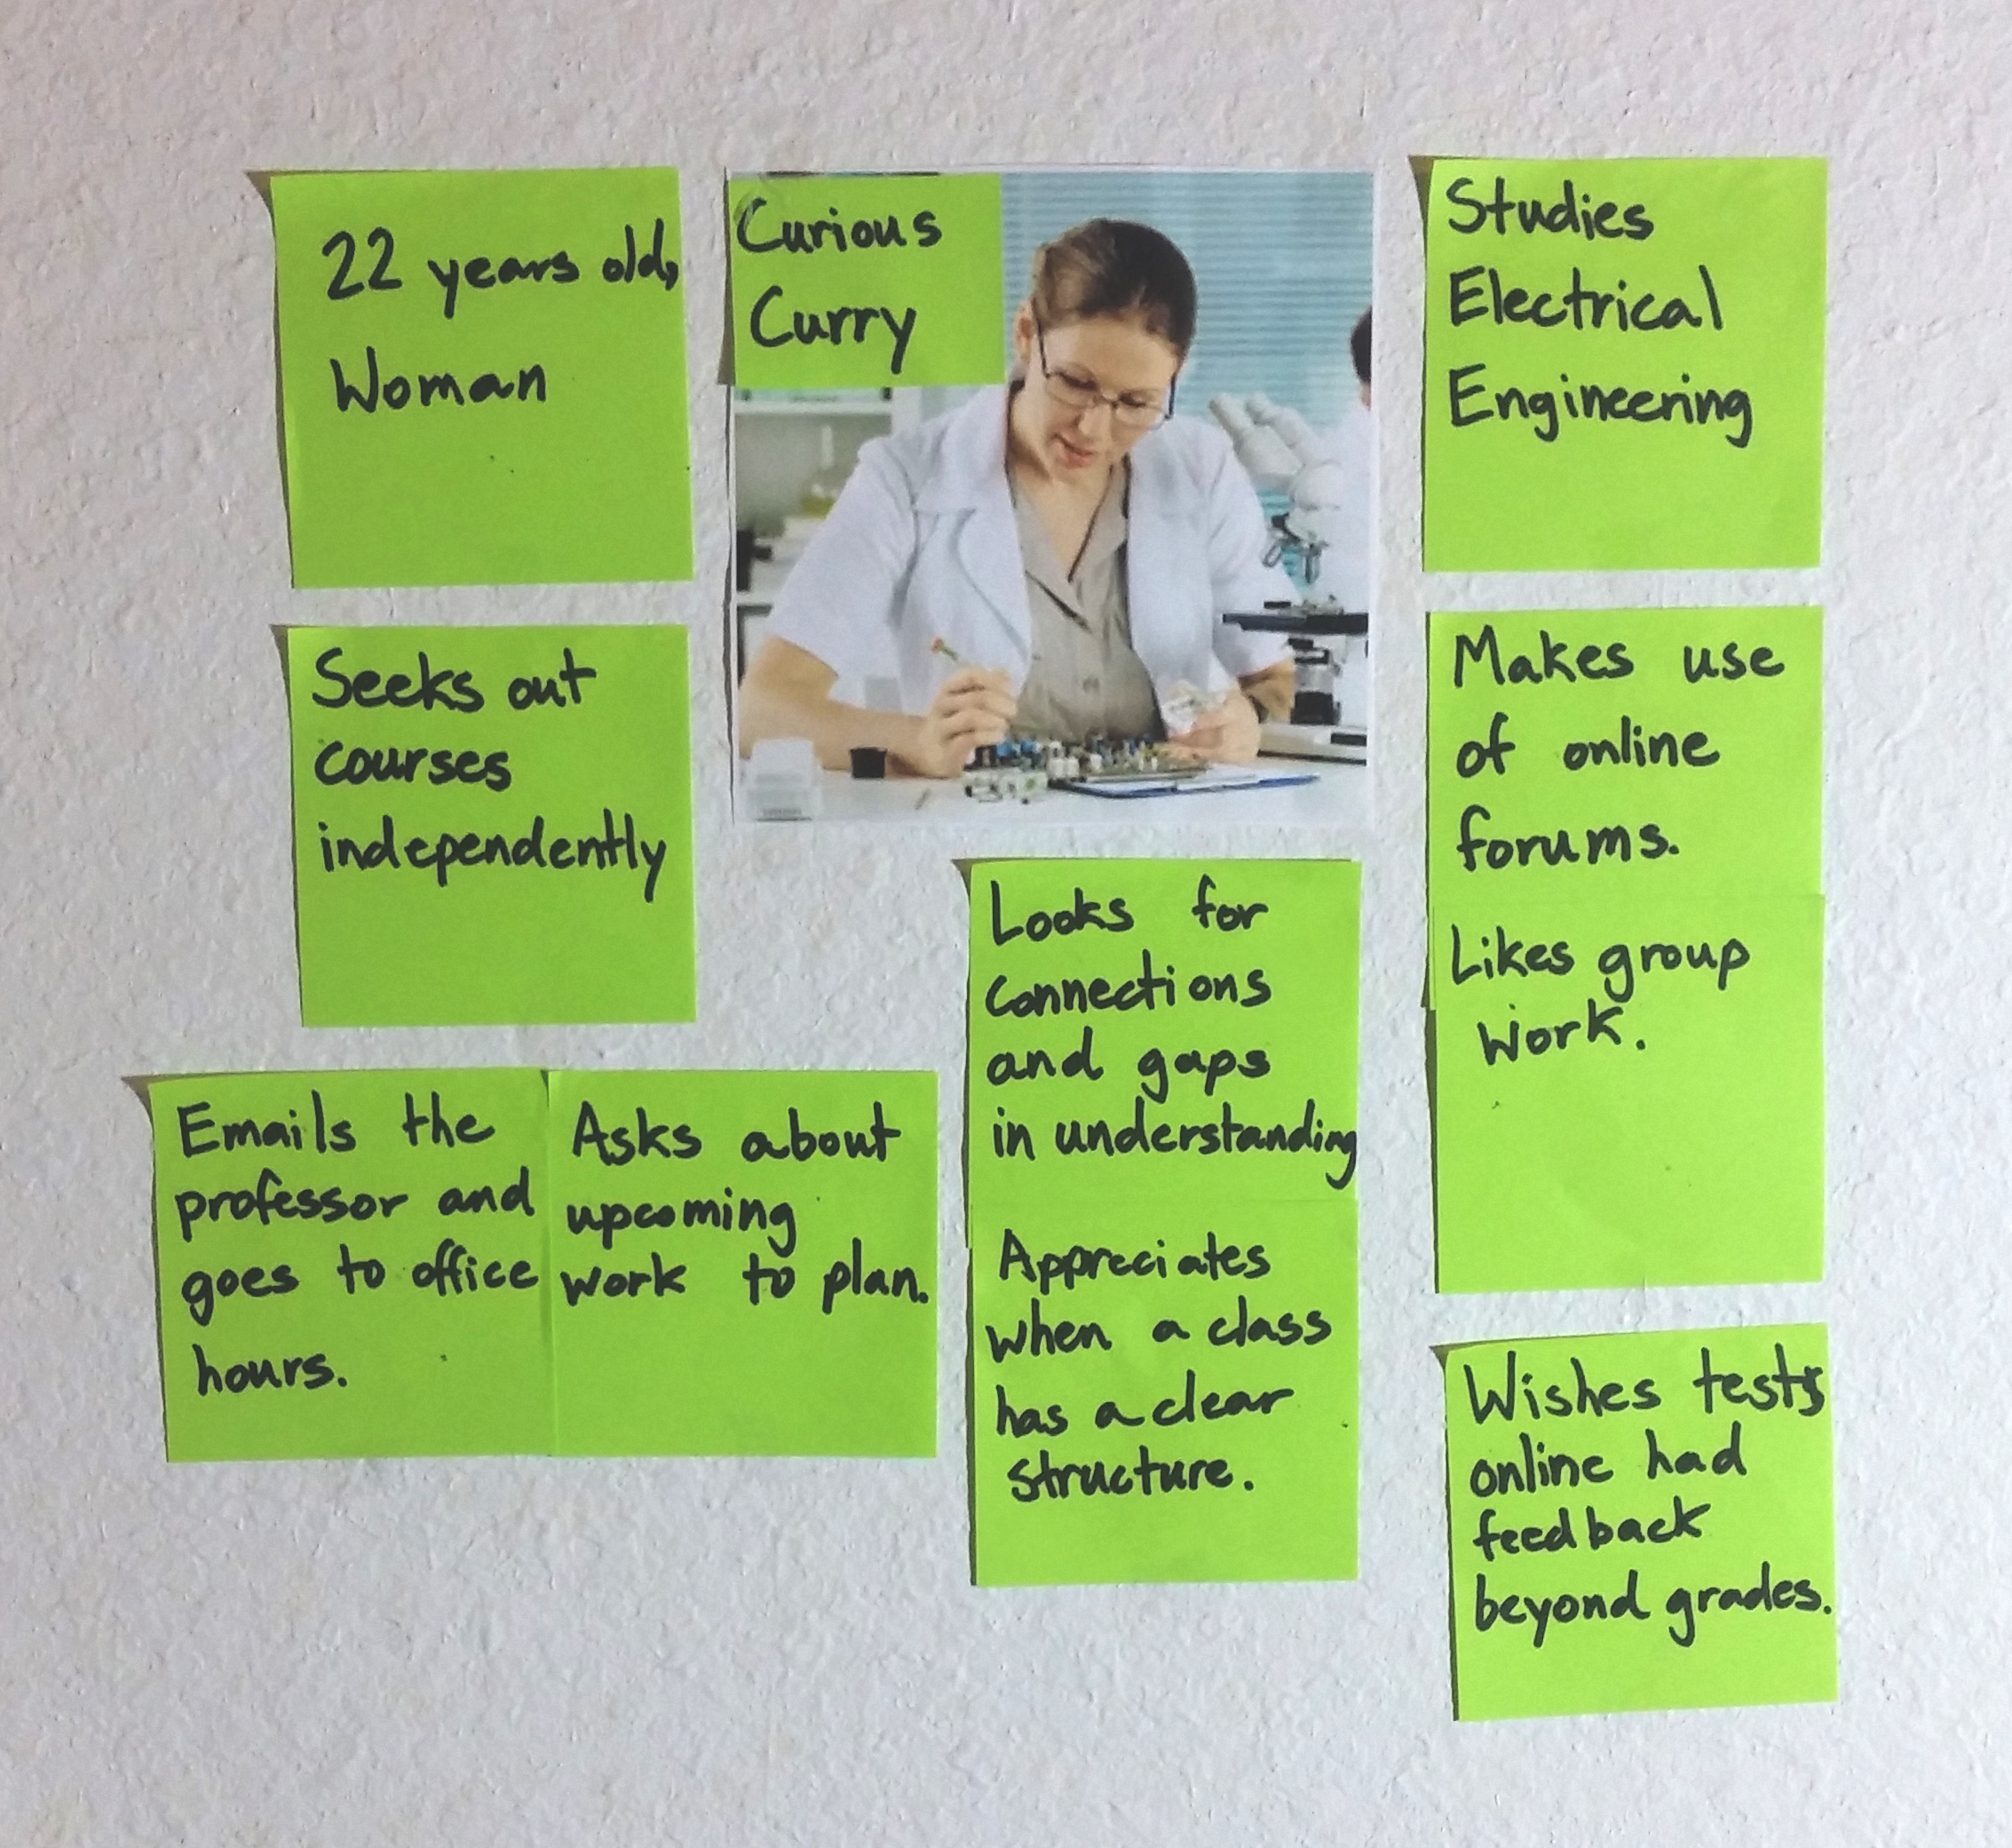 22 years old,
Woman
Curious
Curry
Studies
Electrical
Engineering
Seeks out
courses
independently
Makes use
of online
forums.
Likes group
work.
Looks for
connections
and gaps
in understanding
Appreciates
when a class
has a clear
structure.
Emails the
professor and
goes to office
hours.
Asks about
upcoming
work to plan.
Wishes tests
online had
feedback
beyond grades.